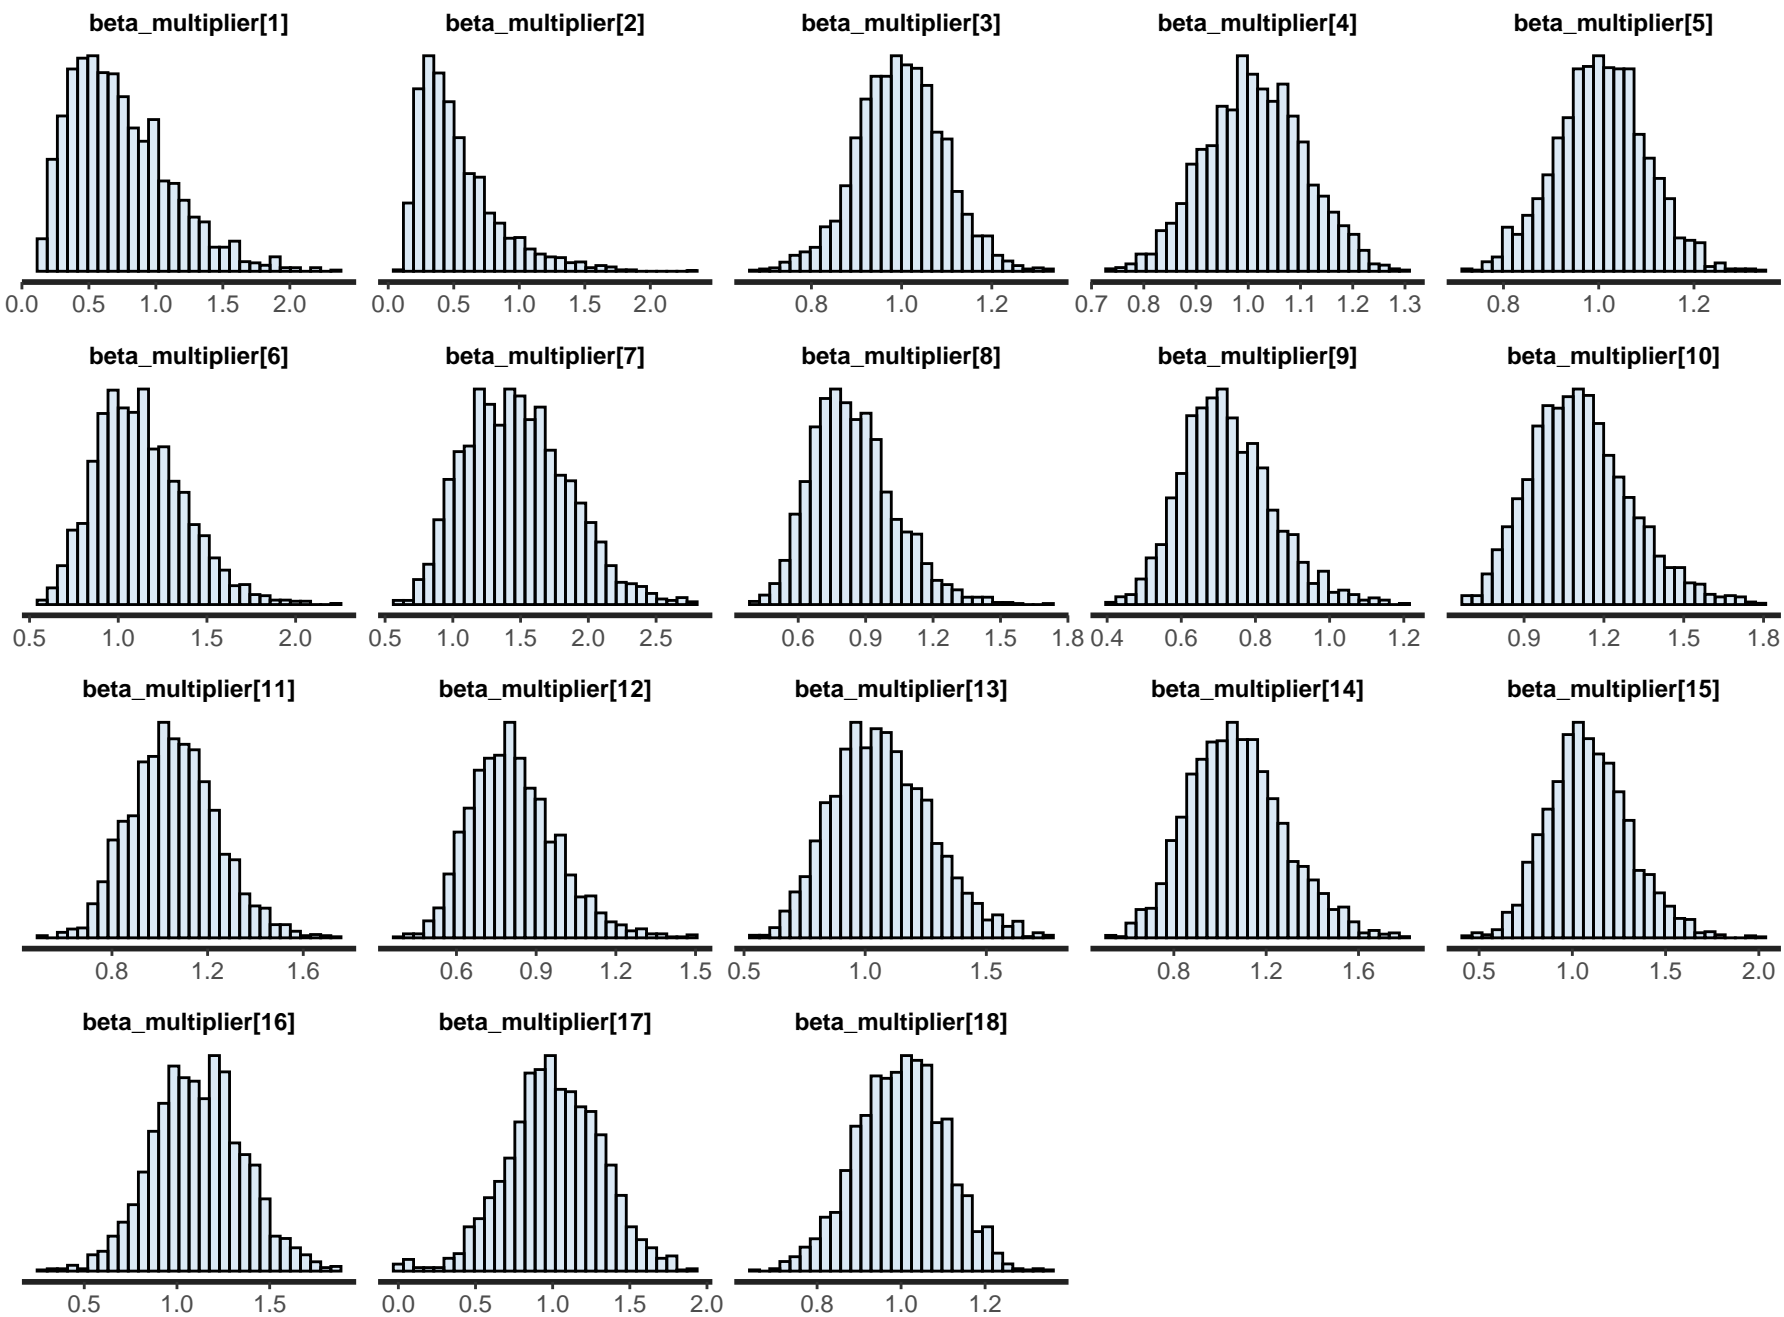 beta_multiplier[1] beta_multiplier[2] beta_multiplier[3] beta_multiplier[4] beta_multiplier[5]
0.0 0.5 1.0 1.5 2.0 0.0 0.5 1.0 1.5 2.0 0.8 1.0 1.2 0.7 0.8 0.9 1.0 1.1 1.2 1.3 0.8 1.0 1.2
beta_multiplier[6] beta_multiplier[7] beta_multiplier[8] beta_multiplier[9] beta_multiplier[10]
0.5 1.0 1.5 2.0 0.5 1.0 1.5 2.0 2.5 0.6 0.9 1.2 1.5 1.8 0.4 0.6 0.8 1.0 1.2 0.9 1.2 1.5 1.8
beta_multiplier[11] beta_multiplier[12] beta_multiplier[13] beta_multiplier[14] beta_multiplier[15]
0.8 1.2 1.6 0.6 0.9 1.2 1.5 0.5 1.0 1.5 0.8 1.2 1.6 0.5 1.0 1.5 2.0
beta_multiplier[16] beta_multiplier[17] beta_multiplier[18]
0.5 1.0 1.5 0.0 0.5 1.0 1.5 2.0 0.8 1.0 1.2